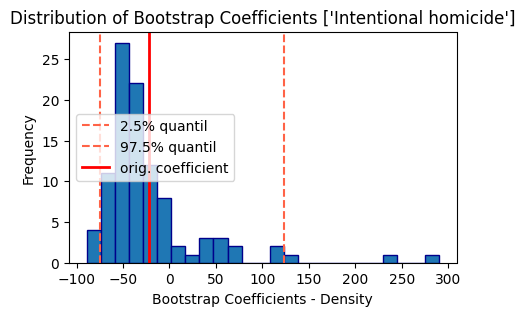 Distribution of Bootstrap Coefficients ['Intentional homicide']
25
20
15
10
5
0
Frequency
2.5% quantil
97.5% quantil
orig. coefficient
−100
−50
0
50
100
150
200
250
300
Bootstrap Coefficients - Density